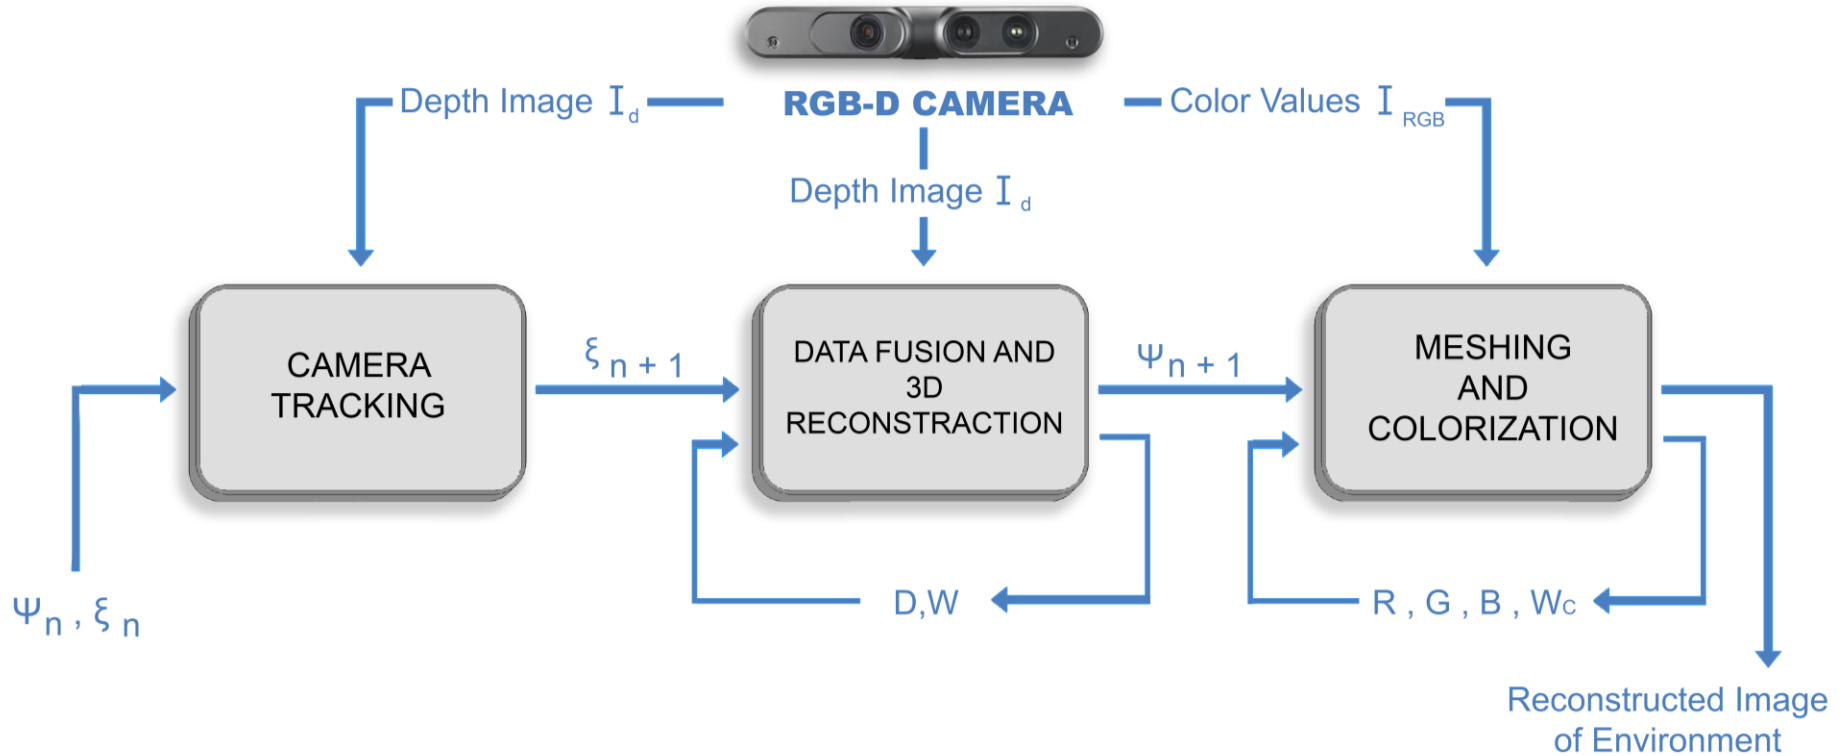 RGB-D CAMERA
Depth Image I d
Color Values I RGB
Depth Image I d
CAMERA
TRACKING
ξ n + 1
DATA FUSION AND
3D
RECONSTRACTION
Ψ n + 1
MESHING
AND
COLORIZATION
Ψ n , ξ n
D,W
R , G , B , Wc
Reconstructed Image
of Environment